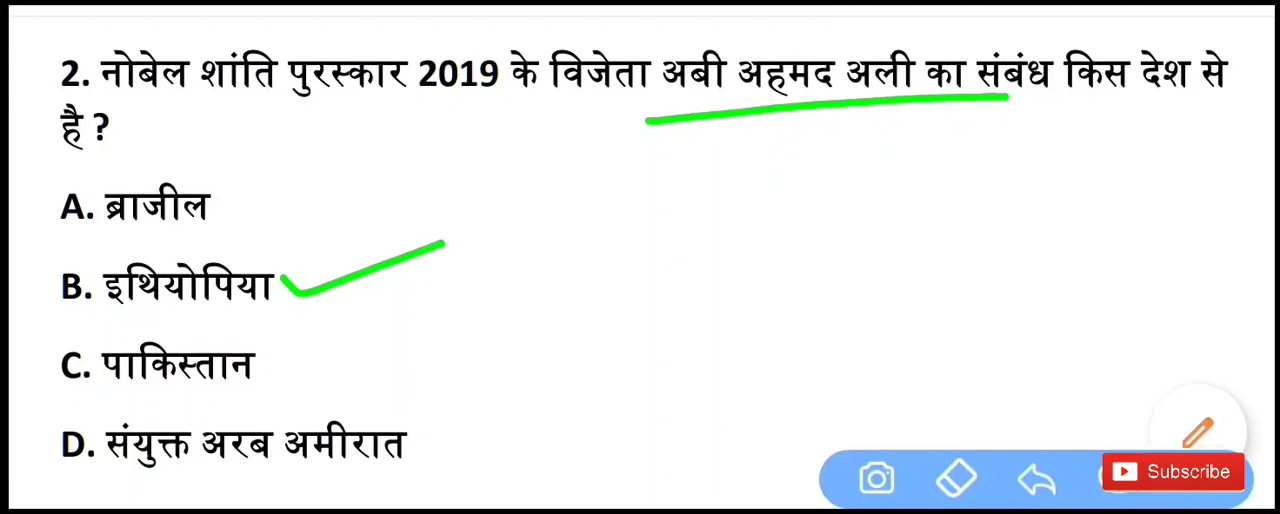 2. नोबेल शांति पुरस्कार 2019 के विजेता अबी अहमद अली का संबंध किस देश से
है ?
A. ब्राजील
B. इथियोपिया
C. पाकिस्तान
D. संयुक्त अरब अमीरात
Subscribe